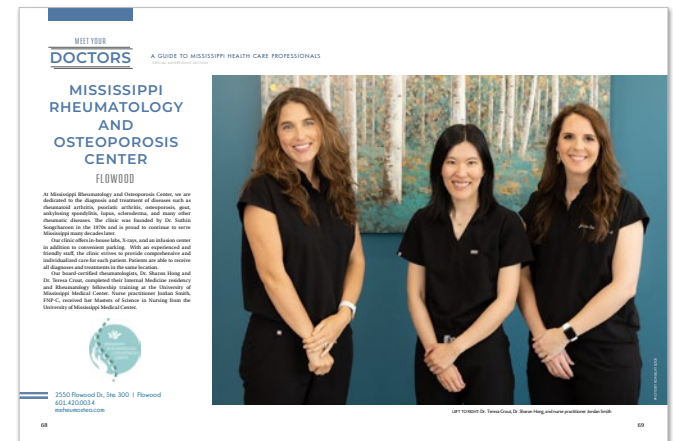 MEET YOUR
DOCTORS
A GUIDE TO MISSISSIPPI HEALTH CARE PROFESSIONALS
MISSISSIPPI
RHEUMATOLOGY
AND
OSTEOPOROSIS
CENTER
FLOWOOD
At Mississippi Rheumatology and Osteoporosis Center, we are
dedicated to the diagnosis and treatment of diseases such as
rheumatoid arthritis, psoriatic arthritis, osteoporosis, gout,
ankylosing spondylitis, lupus, scleroderma, and many other
rheumatic diseases. The clinic was founded by Dr. Suthin
Songcharoen in the 1970s and is proud to continue to serve
Mississippi many decades later.
Our clinic offers in-house labs, X-rays, and an infusion center
in addition to convenient parking. With an experienced and
friendly staff, the clinic strives to provide comprehensive and
individualized care for each patient. Patients are able to receive
all diagnoses and treatments in the same location.
Our board-certified rheumatologists, Dr. Sharon Hong and
Dr. Teresa Crout, completed their Internal Medicine residency
and Rheumatology fellowship training at the University of
Mississippi Medical Center. Nurse practitioner Jordan Smith,
FNP-C, received her Masters of Science in Nursing from the
University of Mississippi Medical Center.
2550 Flowood Dr., Ste. 300 | Flowood
601.420.0034
msrheumosteo.com
LEFT TO RIGHT: Dr. Teresa Crout, Dr. Sharon Hong, and nurse practitioner Jordan Smith
68
69